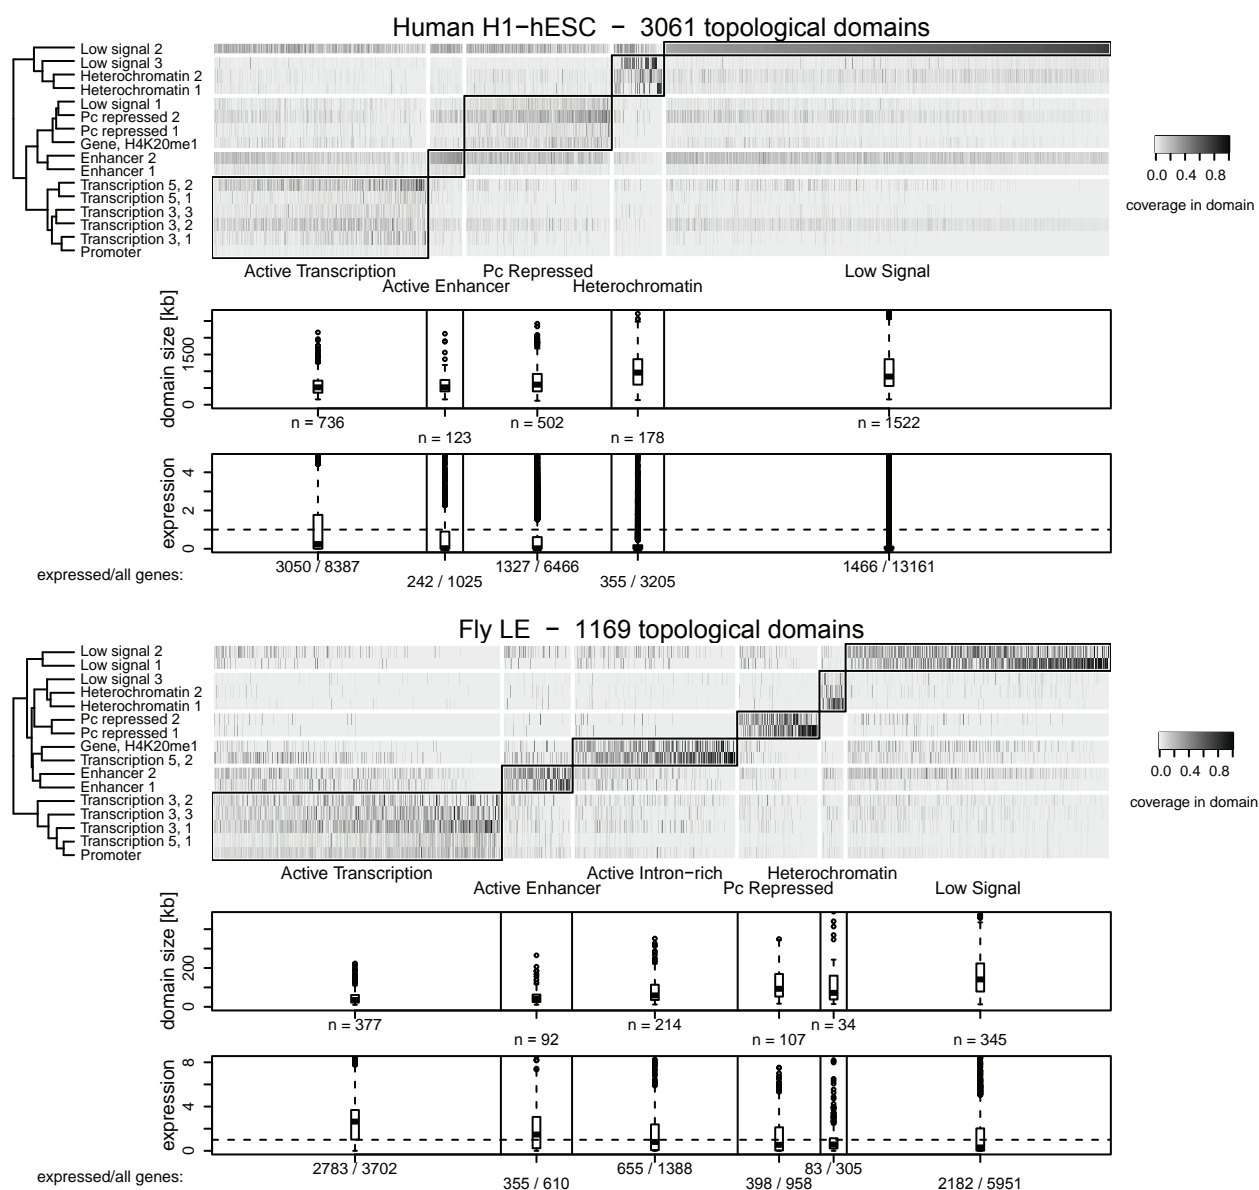 Human H1−hESC − 3061 topological domains
Low signal 2
Low signal 3
Heterochromatin 2
Heterochromatin 1
Low signal 1
Pc repressed 2
Pc repressed 1
Gene, H4K20me1
Enhancer 2
Enhancer 1
Transcription 5, 2
Transcription 5, 1
Transcription 3, 3
Transcription 3, 2
Transcription 3, 1
Promoter
0.0 0.4 0.8
coverage in domain
Active Transcription
Active Enhancer
Pc Repressed
Heterochromatin
Low Signal
domain size [kb]
0 1500
n = 736
n = 123
n = 502
n = 178
n = 1522
expression
0 2 4
expressed/all genes:
3050 / 8387
242 / 1025
1327 / 6466
355 / 3205
1466 / 13161
Fly LE − 1169 topological domains
Low signal 2
Low signal 1
Low signal 3
Heterochromatin 2
Heterochromatin 1
Pc repressed 2
Pc repressed 1
Gene, H4K20me1
Transcription 5, 2
Enhancer 2
Enhancer 1
Transcription 3, 2
Transcription 3, 3
Transcription 3, 1
Transcription 5, 1
Promoter
0.0 0.4 0.8
coverage in domain
Active Transcription
Active Enhancer
Active Intron−rich
Pc Repressed
Heterochromatin
Low Signal
domain size [kb]
0 200
n = 377
n = 92
n = 214
n = 107
n = 34
n = 345
expression
0 4 8
expressed/all genes:
2783 / 3702
355 / 610
655 / 1388
398 / 958
83 / 305
2182 / 5951